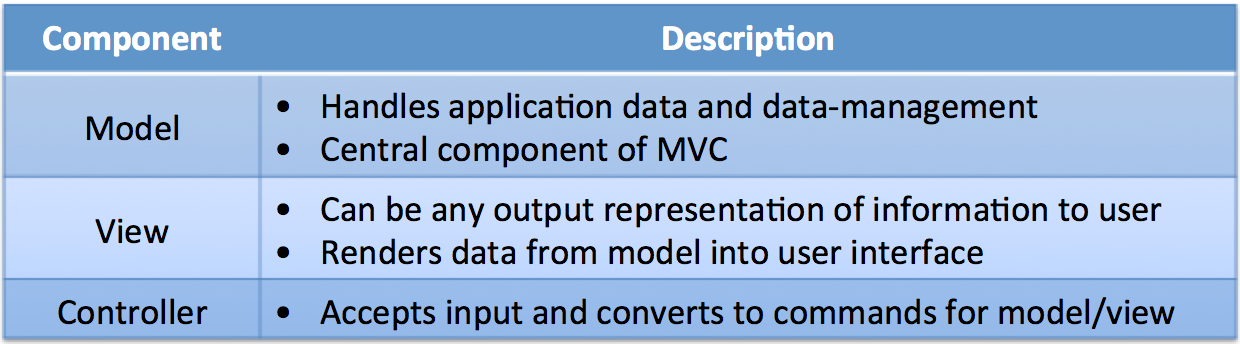 Component Description
Model
• Handles application data and data-management
• Central component of MVC
View
• Can be any output representation of information to user
• Renders data from model into user interface
Controller • Accepts input and converts to commands for model/view